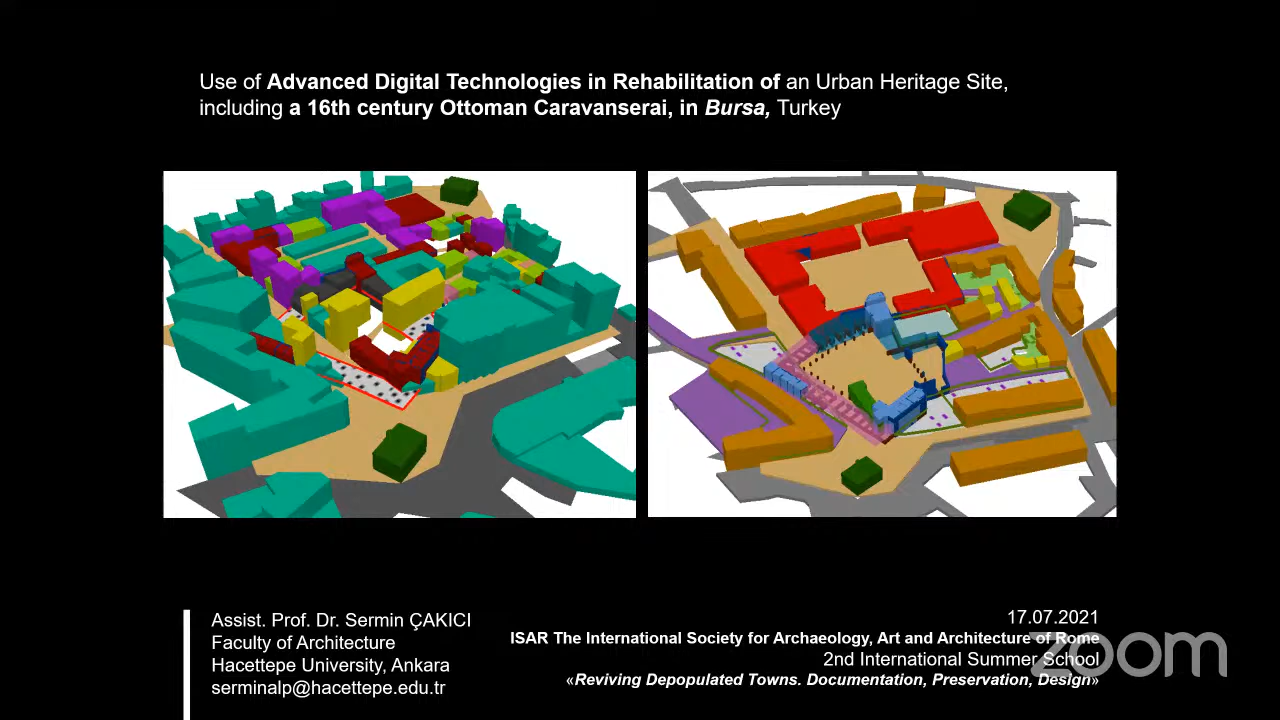 Use of Advanced Digital Technologies in Rehabilitation of an Urban Heritage Site,
including a 16th century Ottoman Caravanserai, in Bursa, Turkey
Assist. Prof. Dr. Sermin ÇAKICI
Faculty of Architecture
Hacettepe University, Ankara
serminalp@hacettepe.edu.tr
17.07.2021
ISAR The International Society for Archaeology, Art and Architecture of Rome
2nd International Summer School
«Reviving Depopulated Towns. Documentation, Preservation, Design»
zoom